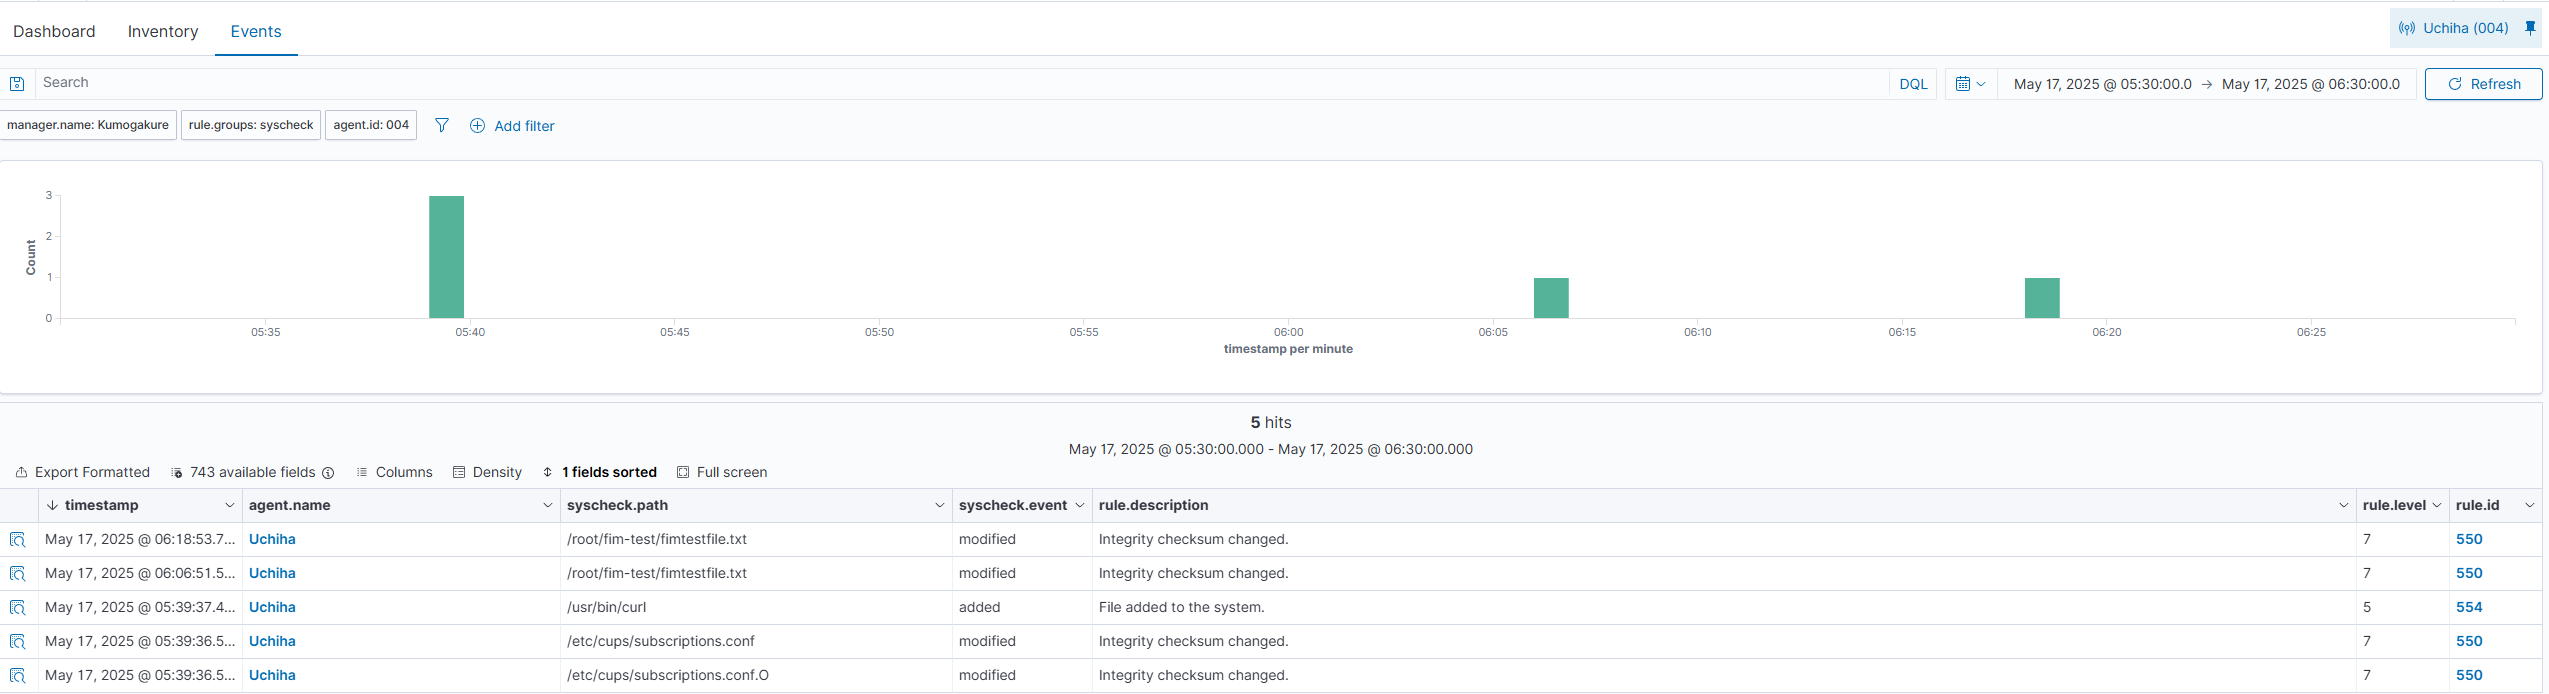 Dashboard Inventory Events Uchiha (004)
Search DQL May 17, 2025 @ 05:30:00.0 → May 17, 2025 @ 06:30:00.0 Refresh
manager.name: Kumogakure rule.groups: syscheck agent.id: 004 Add filter
3
2
1
0
Count
05:35 05:40 05:45 05:50 05:55 06:00 06:05 06:10 06:15 06:20 06:25
timestamp per minute
5 hits
May 17, 2025 @ 05:30:00.000 - May 17, 2025 @ 06:30:00.000
Export Formatted 743 available fields Columns Density 1 fields sorted Full screen
timestamp agent.name syscheck.path syscheck.event rule.description rule.level rule.id
May 17, 2025 @ 06:18:53.7... Uchiha /root/fim-test/fimtestfile.txt modified Integrity checksum changed. 7 550
May 17, 2025 @ 06:06:51.5... Uchiha /root/fim-test/fimtestfile.txt modified Integrity checksum changed. 7 550
May 17, 2025 @ 05:39:37.4... Uchiha /usr/bin/curl added File added to the system. 5 554
May 17, 2025 @ 05:39:36.5... Uchiha /etc/cups/subscriptions.conf modified Integrity checksum changed. 7 550
May 17, 2025 @ 05:39:36.5... Uchiha /etc/cups/subscriptions.conf.O modified Integrity checksum changed. 7 550